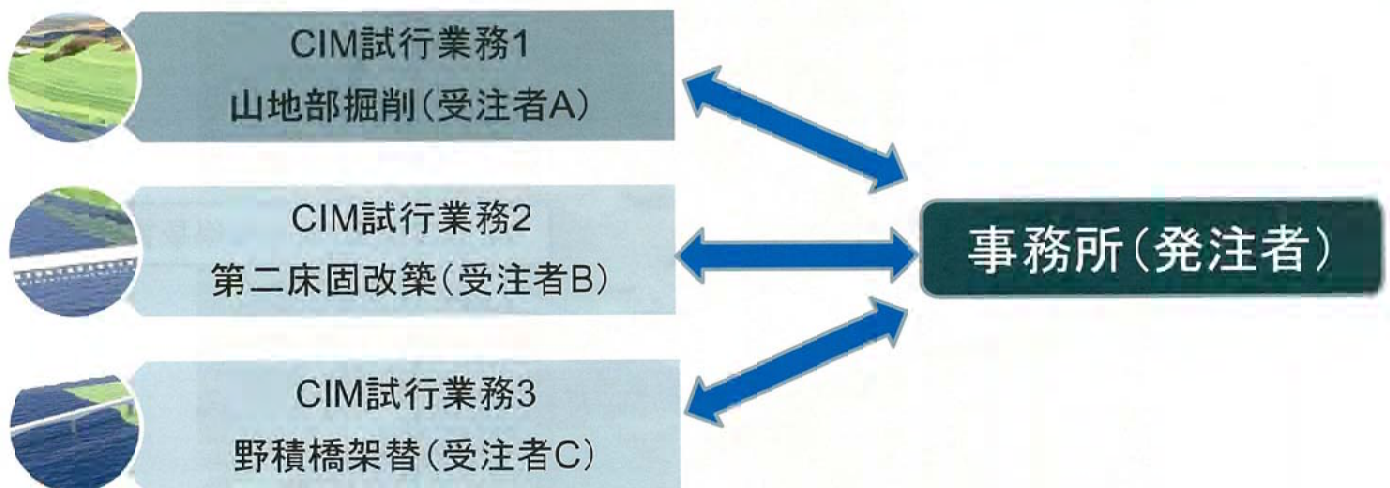 CIM試行業務1
山地部掘削(受注者A)
CIM試行業務2
第二床固改築(受注者B)
事務所(発注者)
CIM試行業務3
野積橋架替(受注者C)